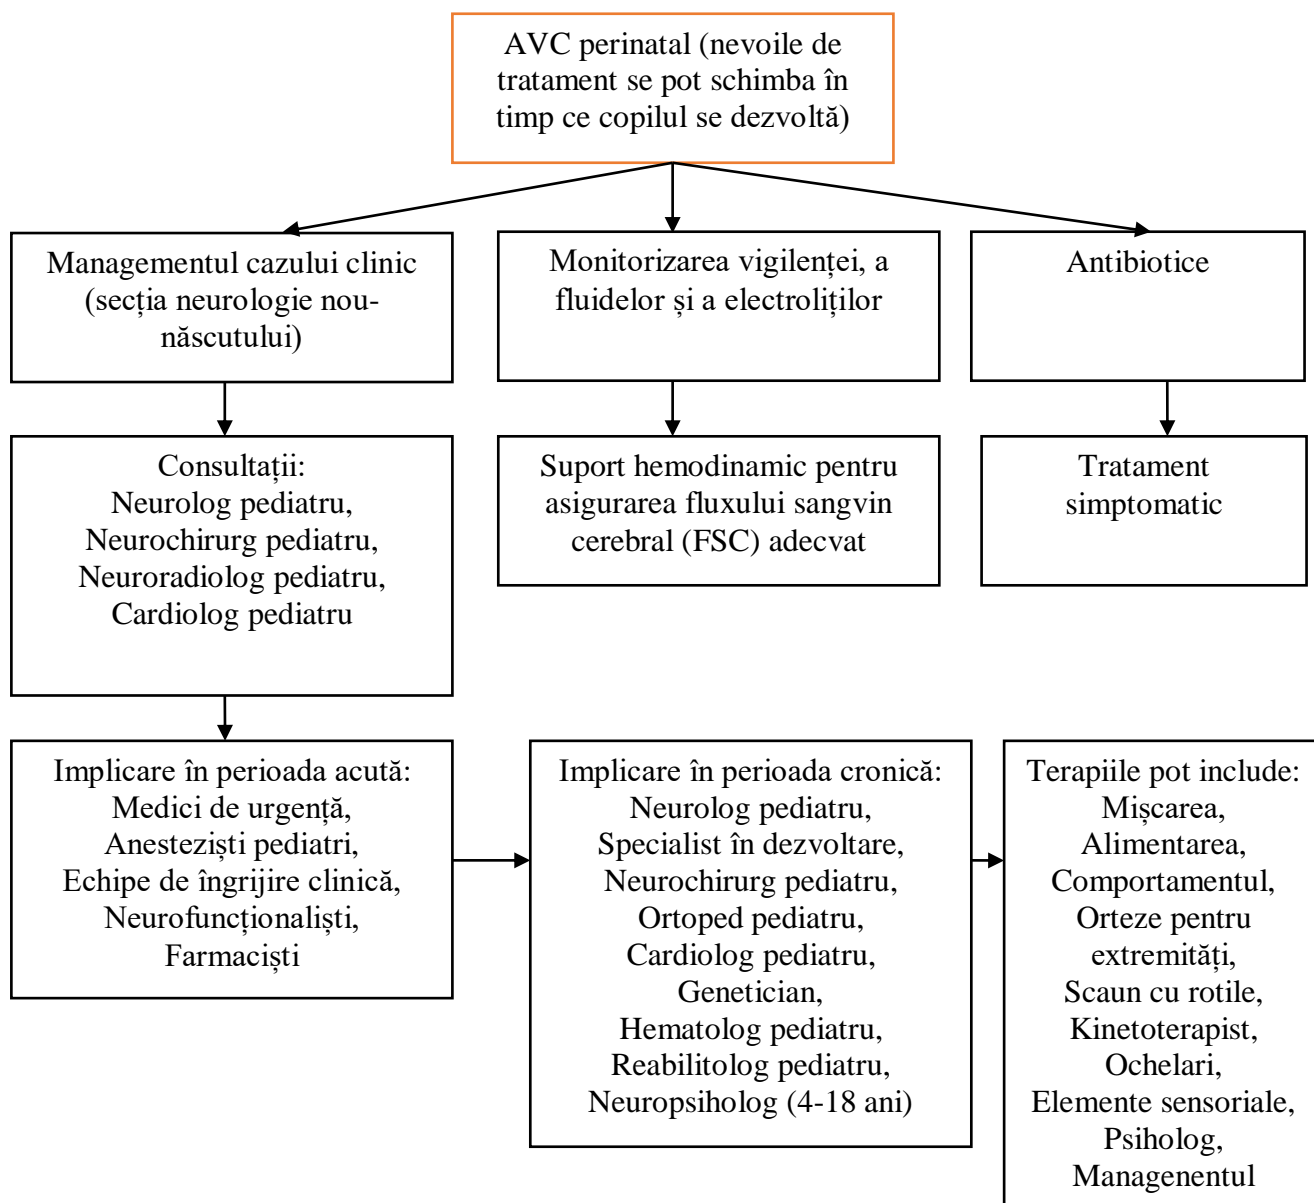 AVC perinatal (nevoile de
tratament se pot schimba în
timp ce copilul se dezvoltă)
Managementul cazului clinic
(secția neurologie nou-
născutului)
Monitorizarea vigilenței, a
fluidelor și a electroliților
Antibiotice
Consultații:
Neurolog pediatru,
Neurochirurg pediatru,
Neuroradiolog pediatru,
Cardiolog pediatru
Suport hemodinamic pentru
asigurarea fluxului sangvin
cerebral (FSC) adecvat
Tratament
simptomatic
Implicare în perioada acută:
Medici de urgență,
Anesteziști pediatri,
Echipe de îngrijire clinică,
Neurofuncționaliști,
Farmaciști
Implicare în perioada cronică:
Neurolog pediatru,
Specialist în dezvoltare,
Neurochirurg pediatru,
Ortoped pediatru,
Cardiolog pediatru,
Genetician,
Hematolog pediatru,
Reabilitolog pediatru,
Neuropsiholog (4-18 ani)
Terapiile pot include:
Mișcarea,
Alimentarea,
Comportamentul,
Orteze pentru
extremități,
Scaun cu rotile,
Kinetoterapist,
Ochelari,
Elemente sensoriale,
Psiholog,
Managenentul